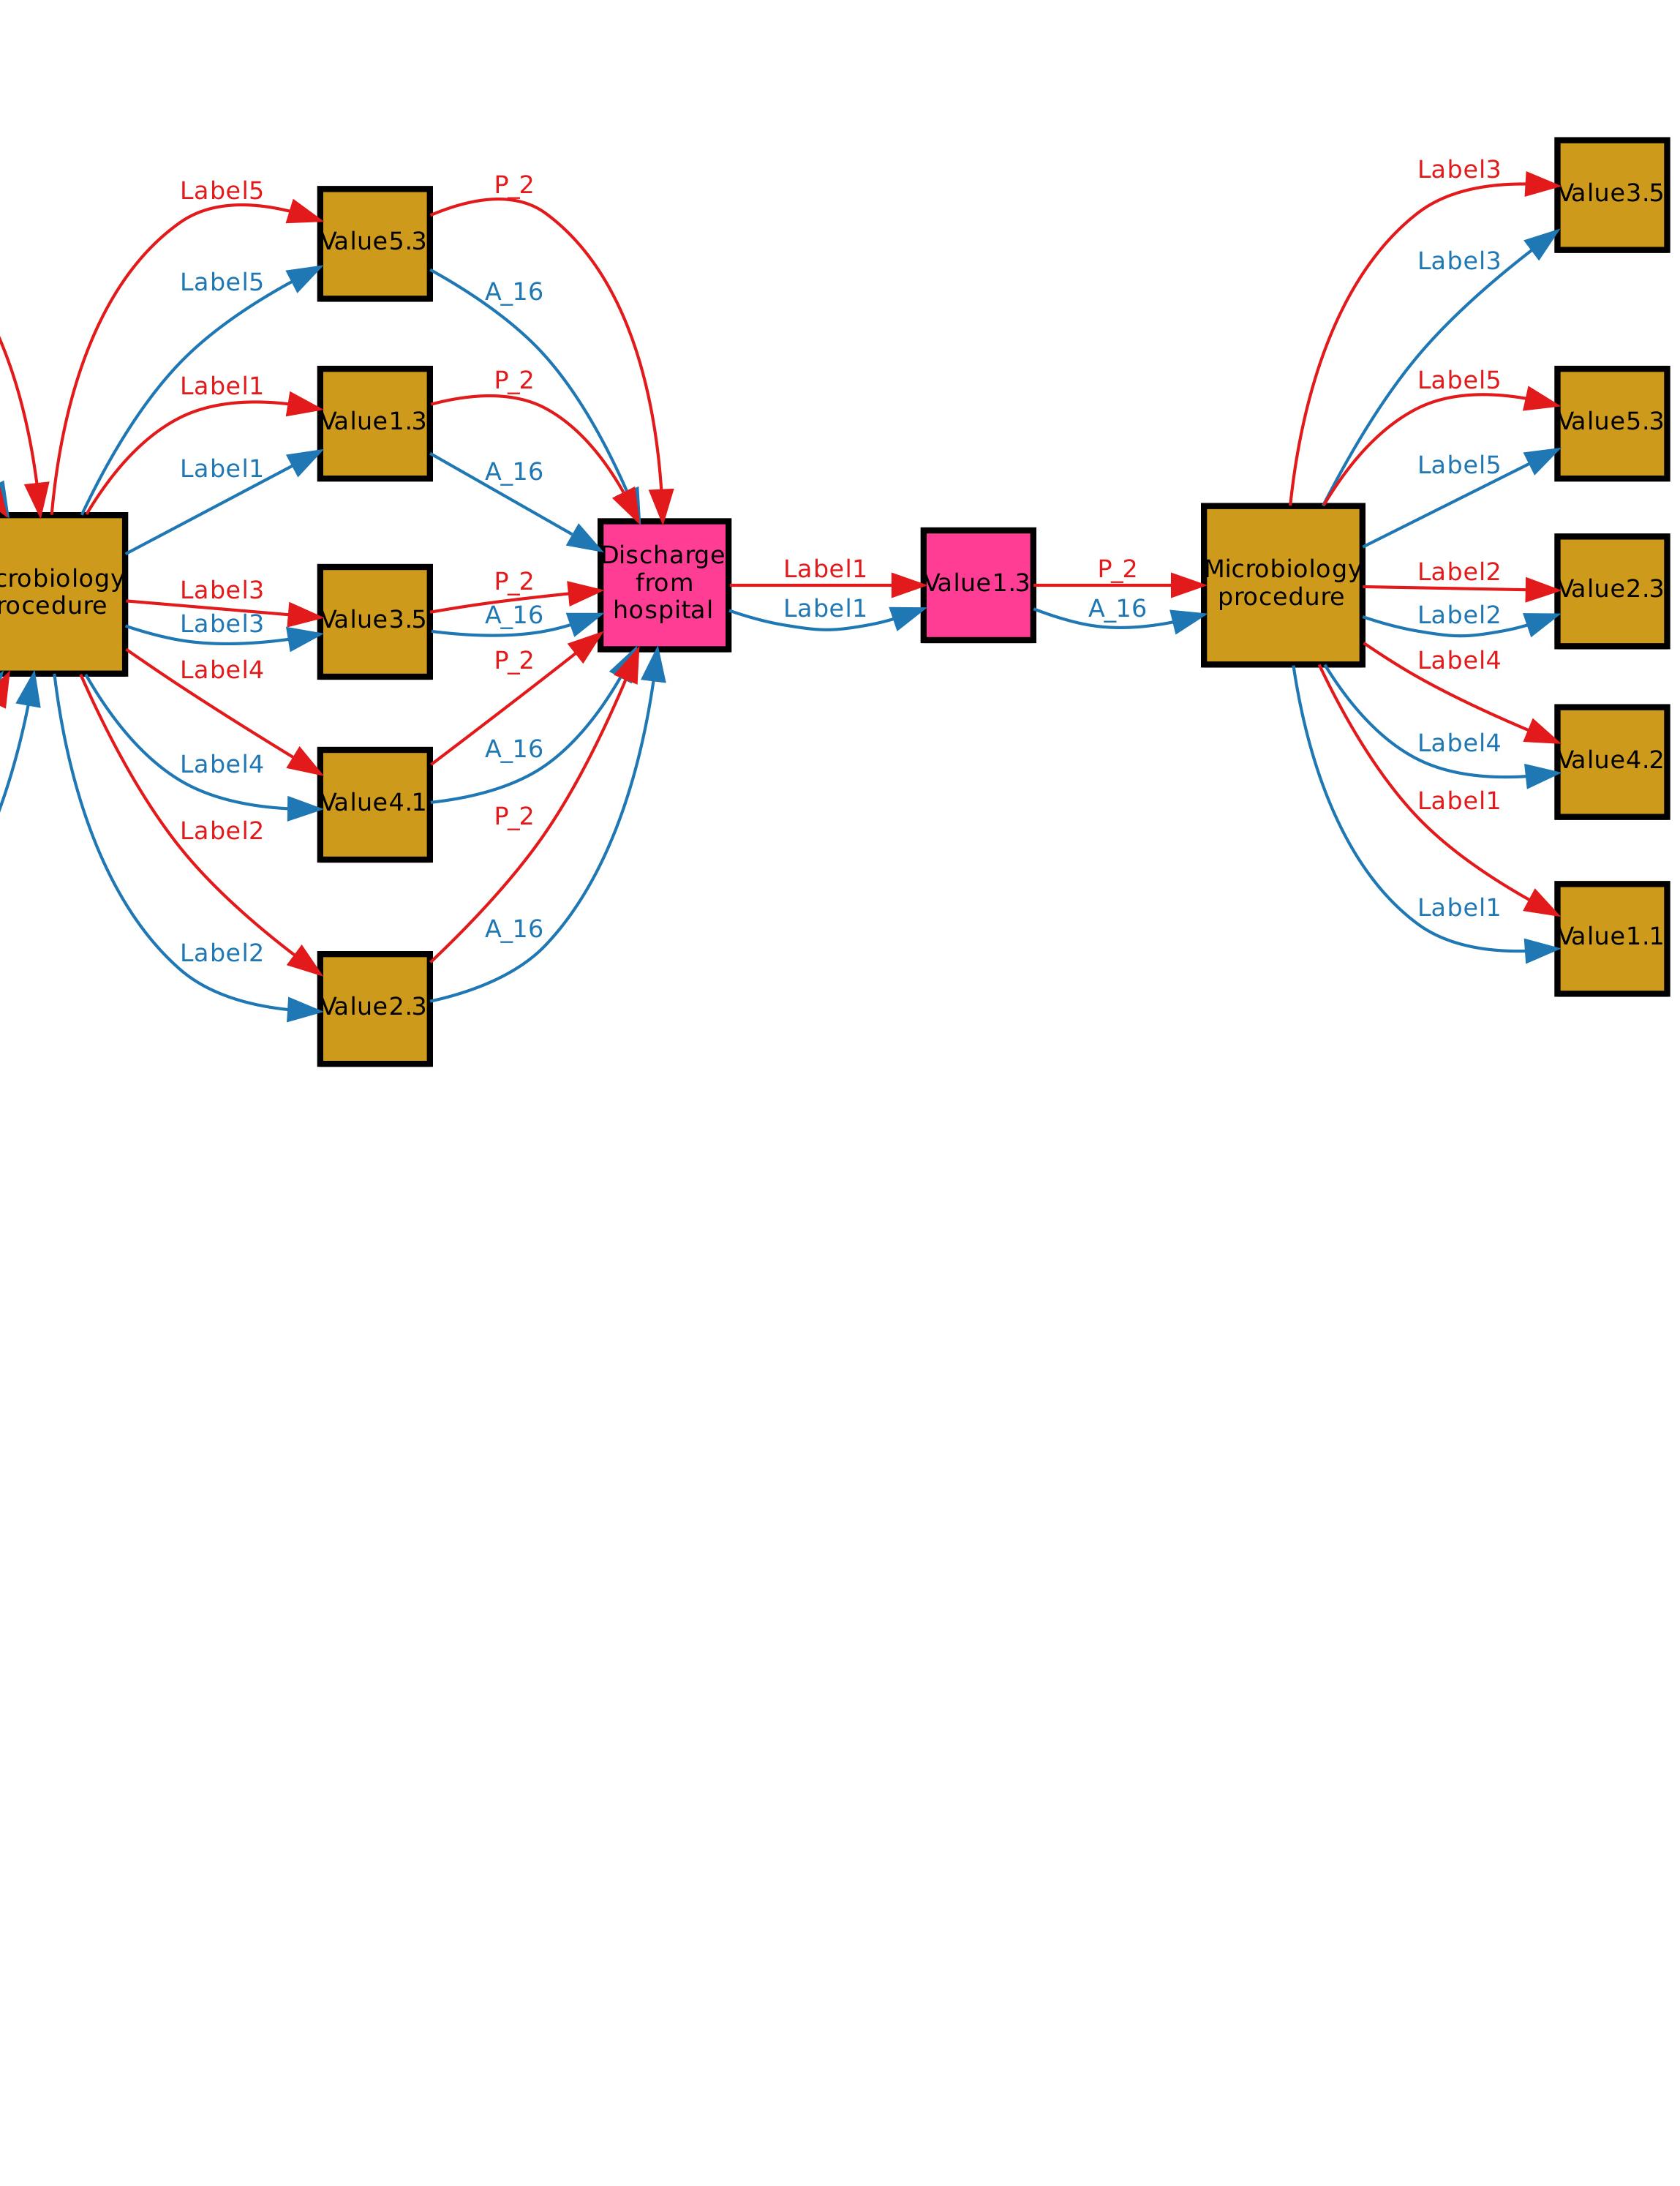 Label5
Label5
Label1
Label1
crobiology
rocedure
Label3
Label3
Label4
Label4
Label2
Label2
Value5.3
Value1.3
Value3.5
Value4.1
Value2.3
P_2
A_16
P_2
A_16
P_2
A_16
P_2
A_16
P_2
A_16
Discharge
from
hospital
Label1
Label1
Value1.3
P_2
A_16
Microbiology
procedure
Label3
Label3
Label5
Label5
Label2
Label2
Label4
Label4
Label1
Label1
Value3.5
Value5.3
Value2.3
Value4.2
Value1.1